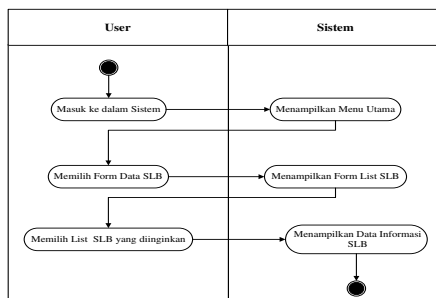 User
Sistem
Masuk ke dalam Sistem
Menampilkan Menu Utama
Memilih Form Data SLB
Menampilkan Form List SLB
Memilih List SLB yang diinginkan
Menampilkan Data Informasi
SLB